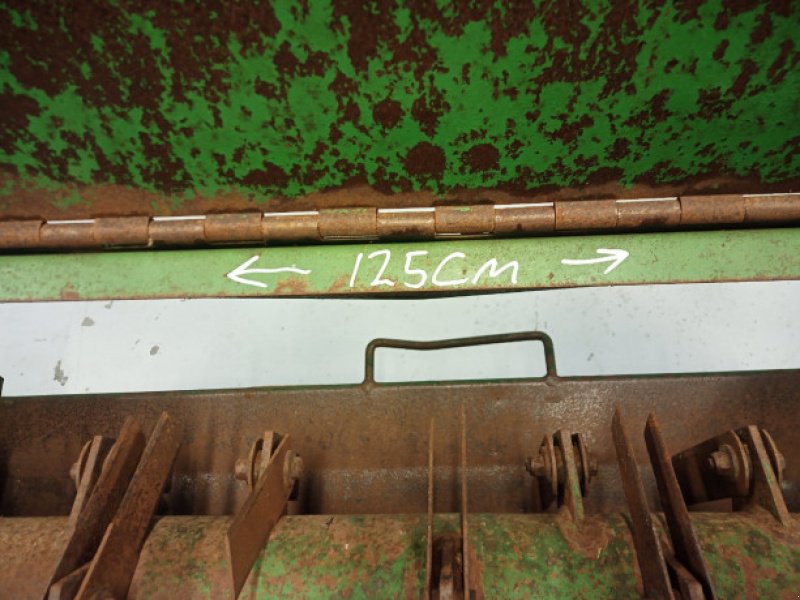 ← 125CM →